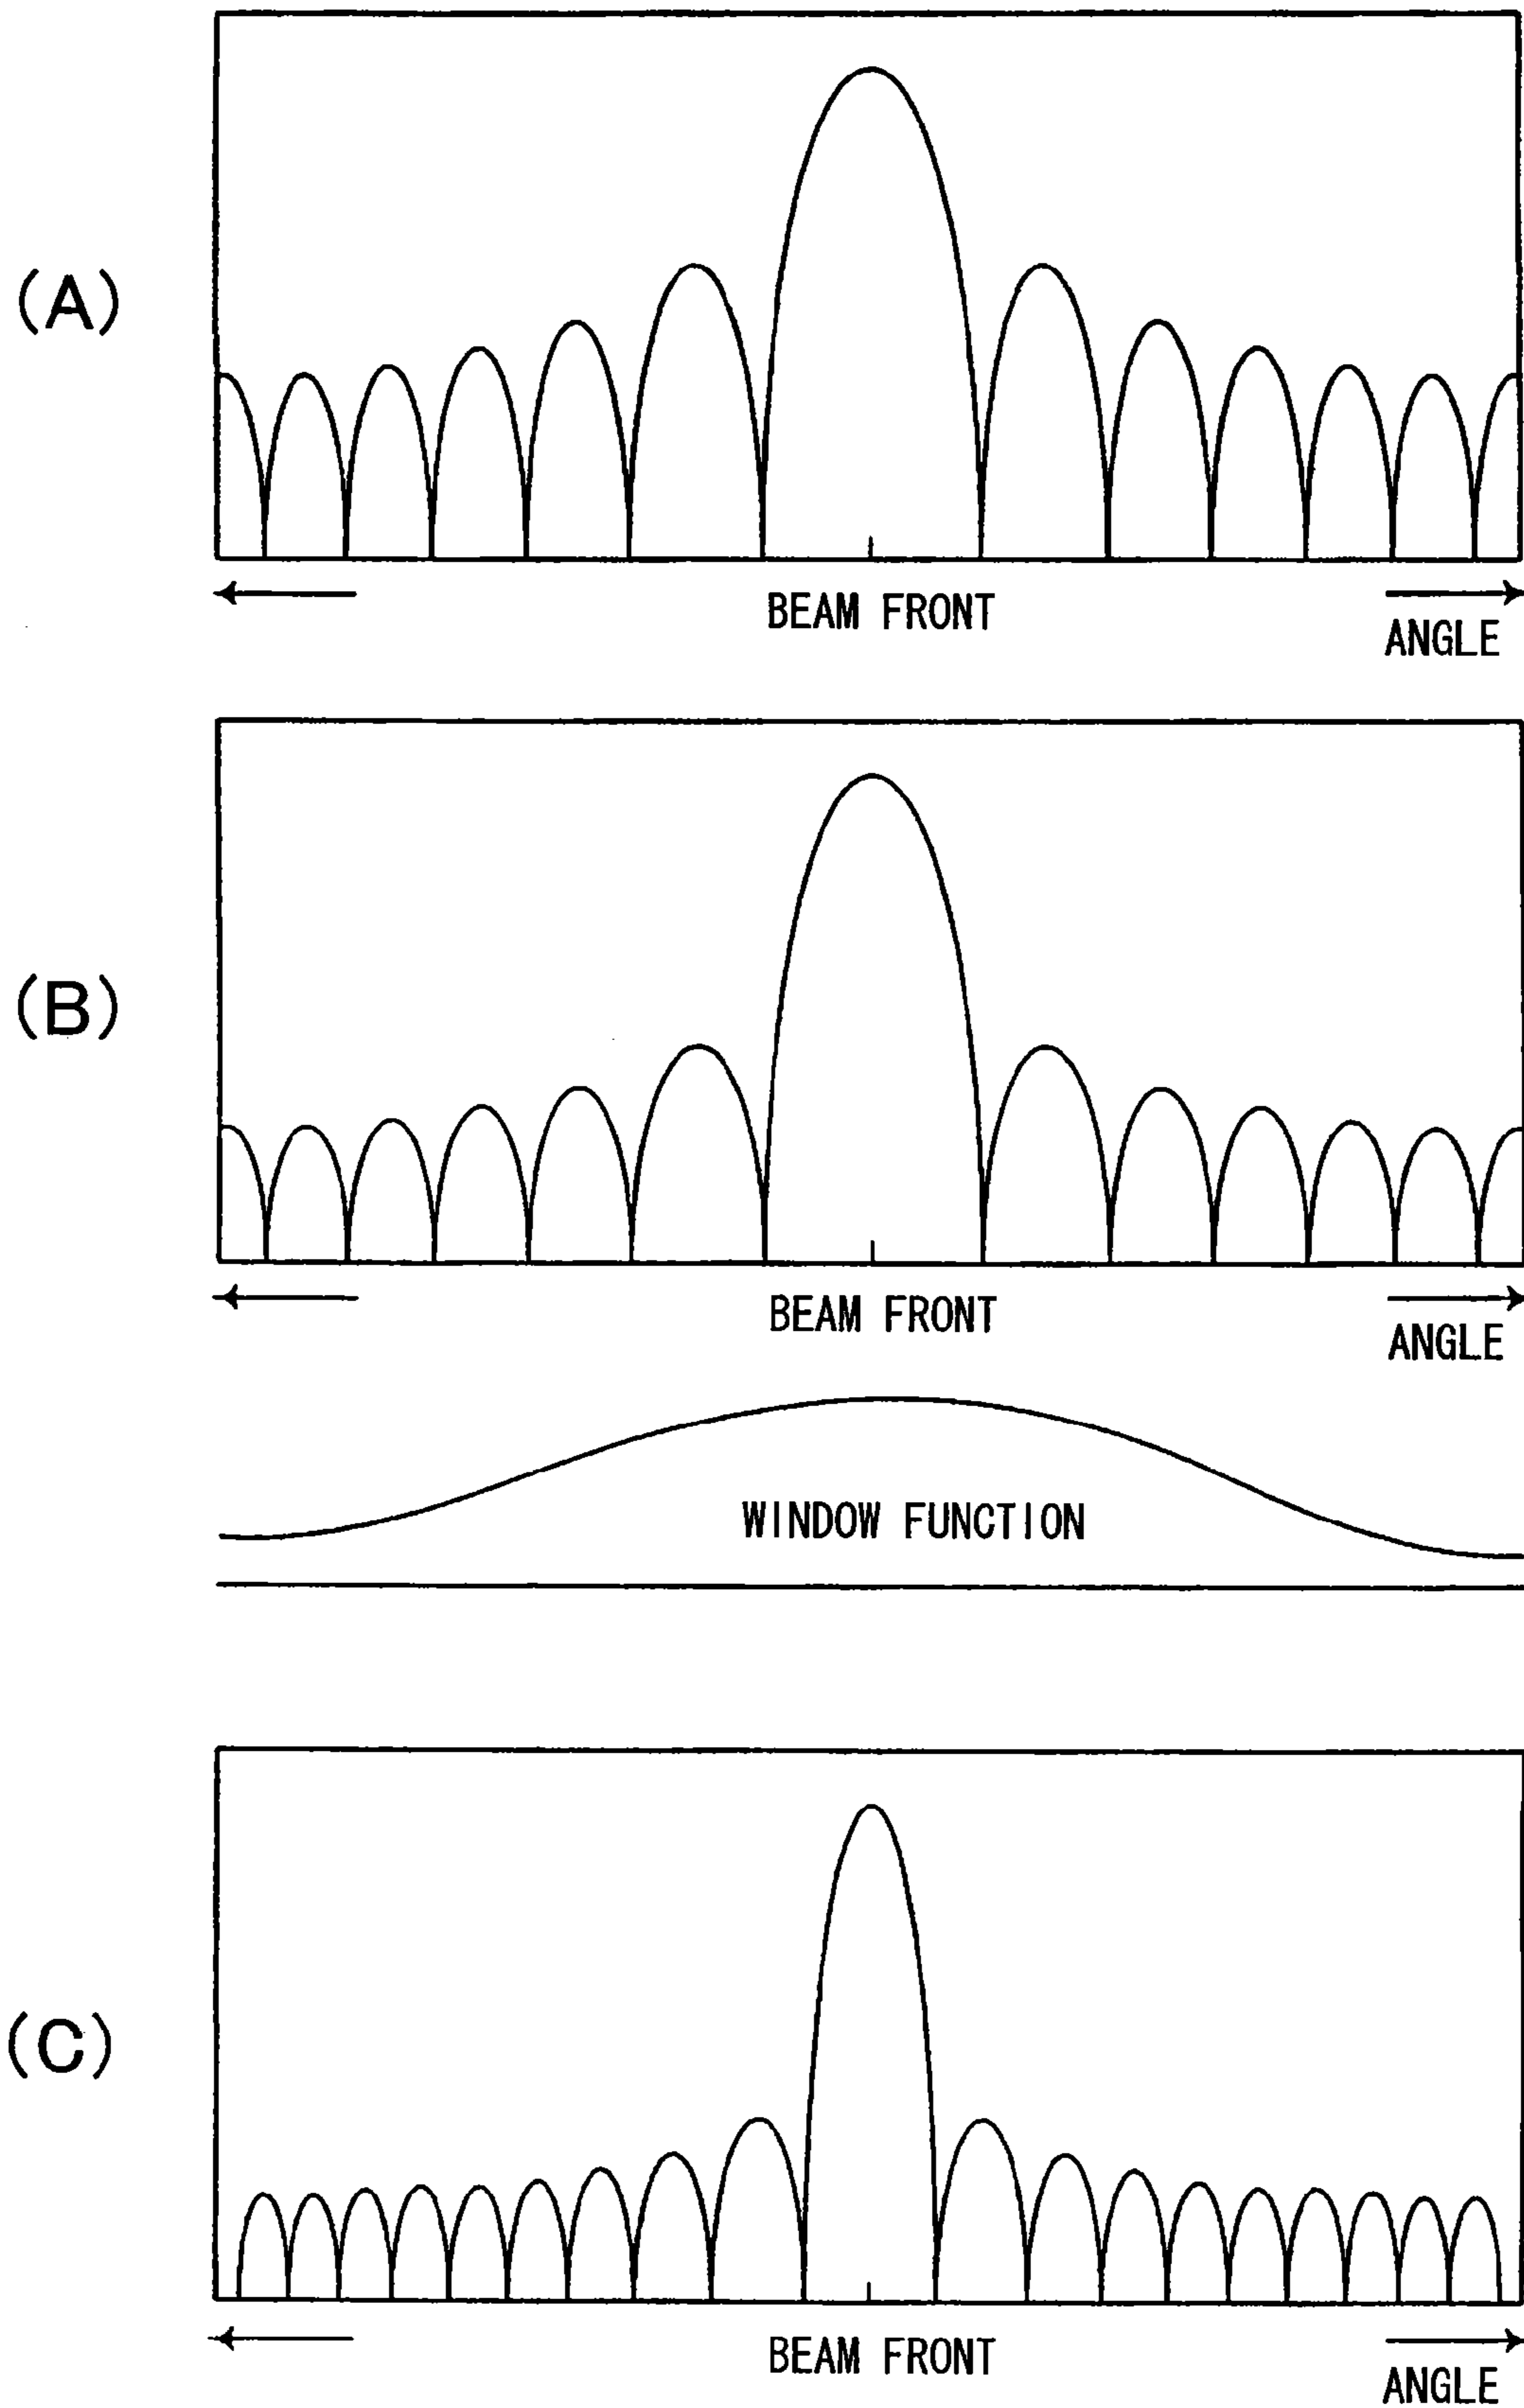 (A)
BEAM FRONT
ANGLE
(B)
BEAM FRONT
ANGLE
WINDOW FUNCTION
(C)
BEAM FRONT
ANGLE